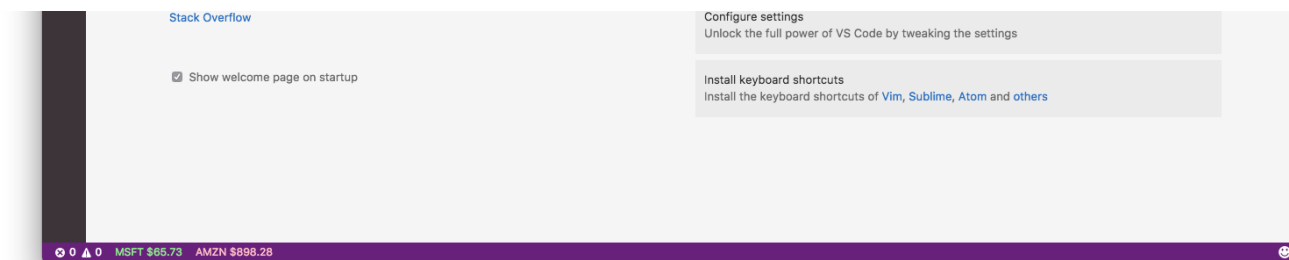 Stack Overflow
Show welcome page on startup
Configure settings
Unlock the full power of VS Code by tweaking the settings
Install keyboard shortcuts
Install the keyboard shortcuts of Vim, Sublime, Atom and others
0 0 MSFT $65.73 AMZN $898.28